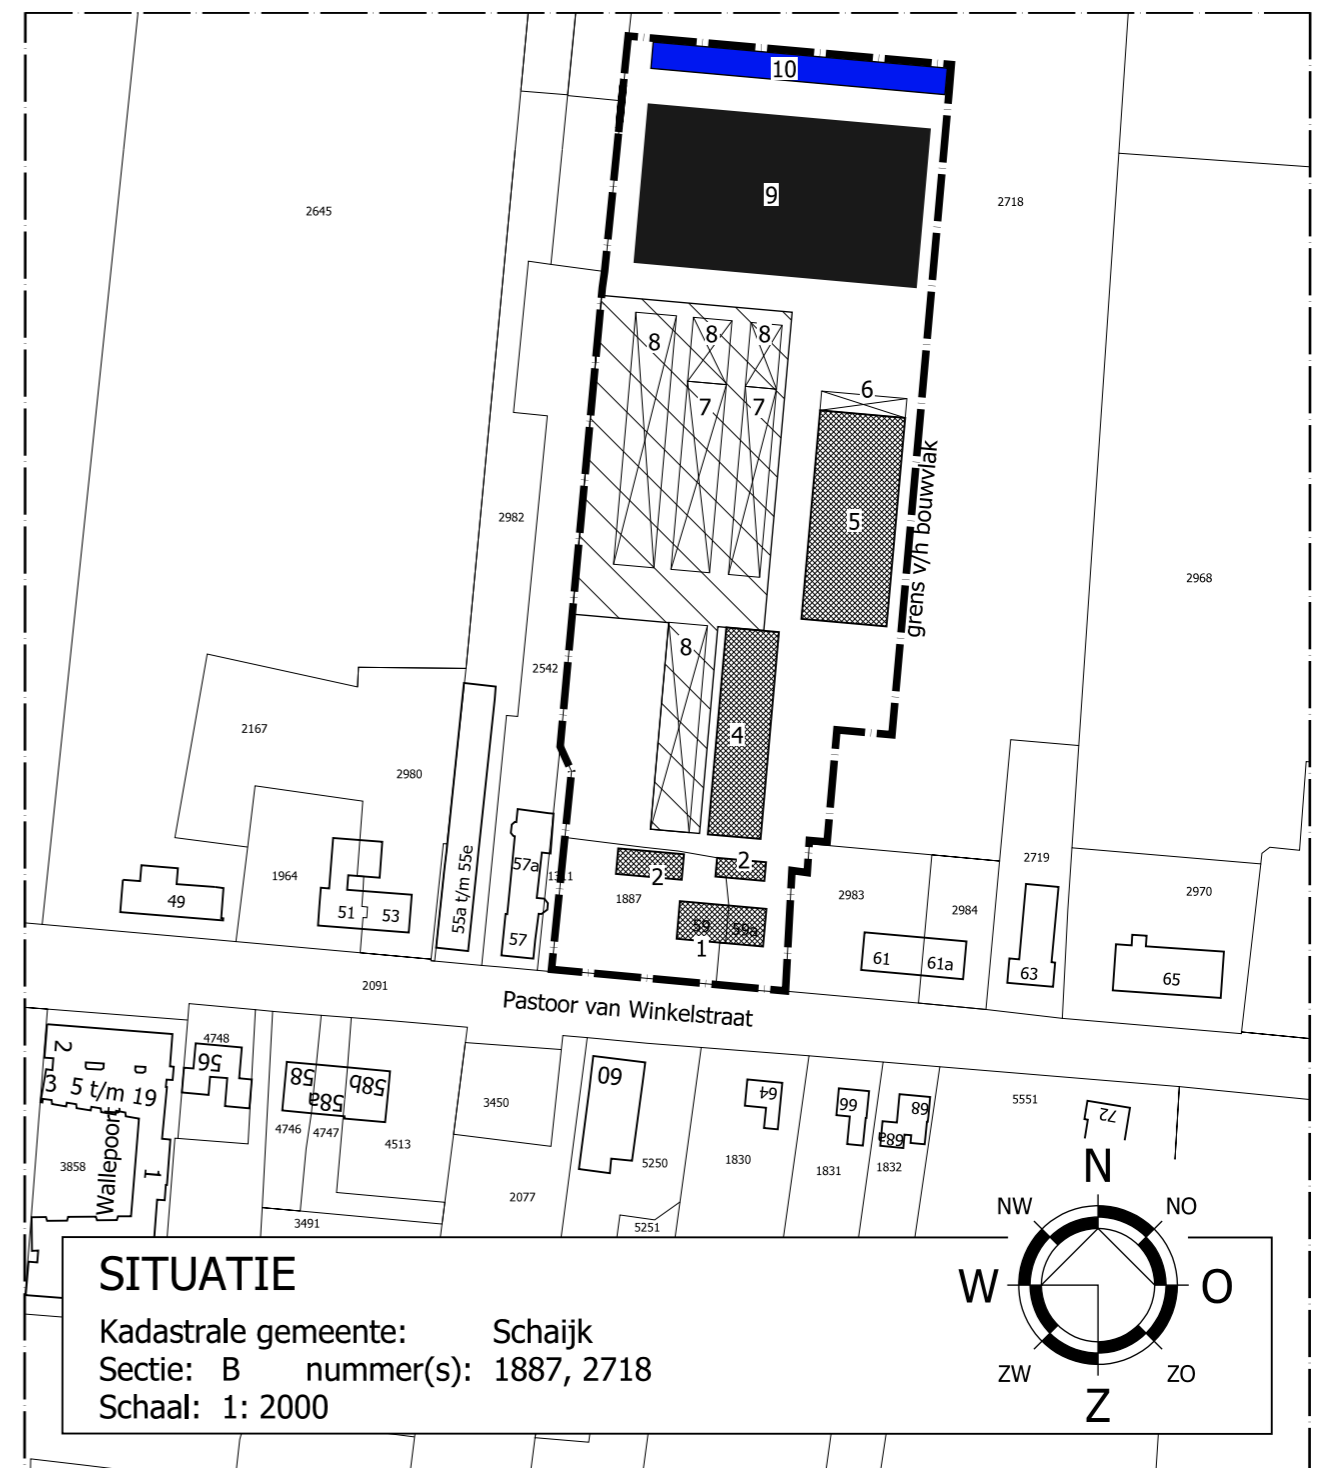 10
9
2645
2718
8
8
8
6
7
7
5
grens v/h bouwvlak
2982
2968
2542
8
2167
4
2980
2719
2970
1964
49
51
53
55a t/m 55e
57a
57
1311
2
2
1887
59
59a
1
2983
2984
61
61a
63
65
2091
Pastoor van Winkelstraat
2
3 5 t/m 19
Wallepoort
1
3858
4748
56
58
58a
58b
4746
4747
4513
3491
3450
2077
60
5250
5251
64
1830
66
1831
68
68a
1832
5551
72
N
NW
NO
W
O
ZW
ZO
Z
SITUATIE
Kadastrale gemeente: Schaijk
Sectie: B nummer(s): 1887, 2718
Schaal: 1: 2000